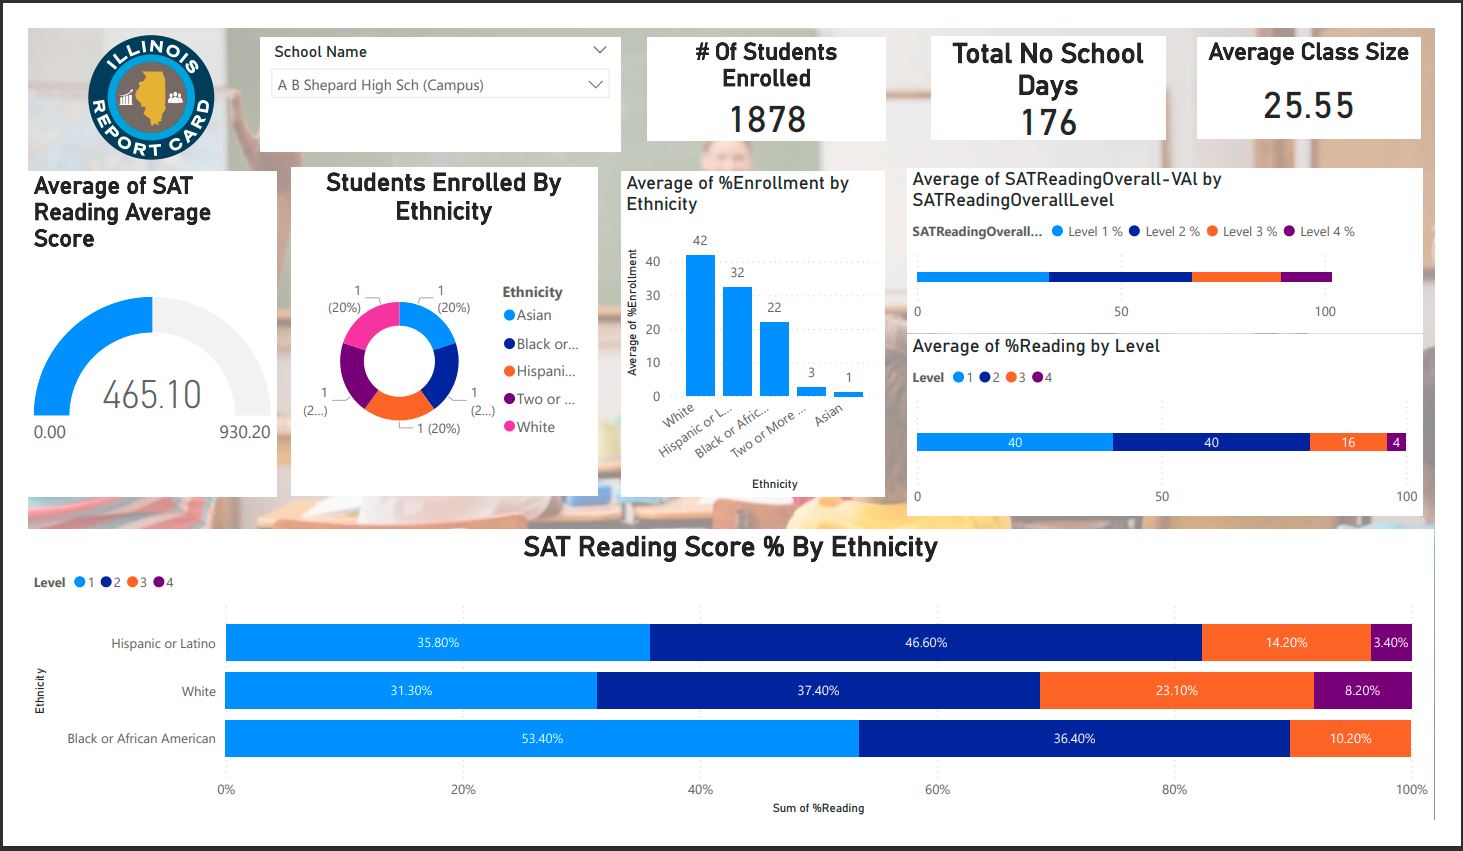 ILLINOIS
REPORT CARD
School Name
A B Shepard High Sch (Campus)
# Of Students
Enrolled
1878
Total No School
Days
176
Average Class Size
25.55
Average of SAT
Reading Average
Score
465.10
0.00
930.20
Students Enrolled By
Ethnicity
1
(20%)
1
(20%)
1
(2...)
1
(2...)
1 (20%)
Ethnicity
Asian
Black or...
Hispani...
Two or ...
White
Average of %Enrollment by
Ethnicity
Average of %Enrollment
40
30
20
10
0
42
32
22
3
1
White
Hispanic or L...
Black or Afric...
Two or More ...
Asian
Ethnicity
Average of SATReadingOverall-VAl by
SATReadingOverallLevel
SATReadingOverall... Level 1 % Level 2 % Level 3 % Level 4 %
0 50 100
Average of %Reading by Level
Level 1 2 3 4
40 40 16 4
0 50 100
SAT Reading Score % By Ethnicity
Level 1 2 3 4
Ethnicity
Hispanic or Latino 35.80% 46.60% 14.20% 3.40%
White 31.30% 37.40% 23.10% 8.20%
Black or African American 53.40% 36.40% 10.20%
0% 20% 40% 60% 80% 100%
Sum of %Reading